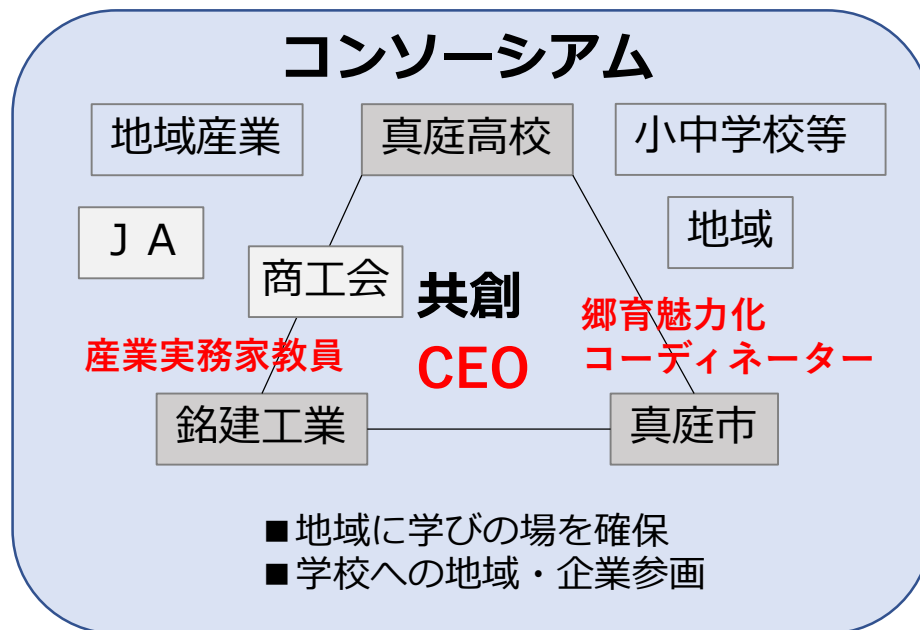 コンソーシアム
地域産業
真庭高校
小中学校等
ＪＡ
地域
商工会
共創
CEO
郷育魅力化
コーディネーター
産業実務家教員
銘建工業
真庭市
■地域に学びの場を確保
■学校への地域・企業参画